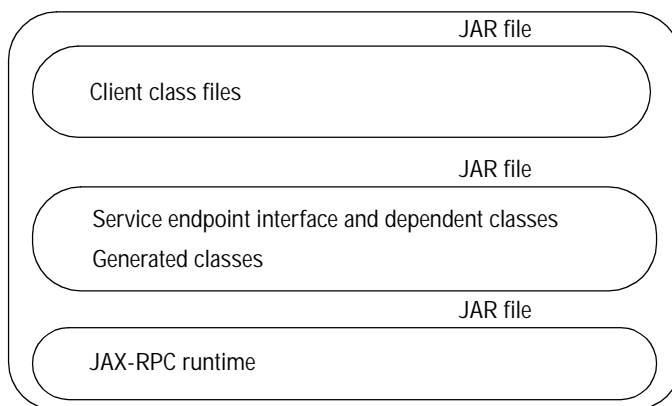 JAR file
Client class files
JAR file
Service endpoint interface and dependent classes
Generated classes
JAR file
JAX-RPC runtime